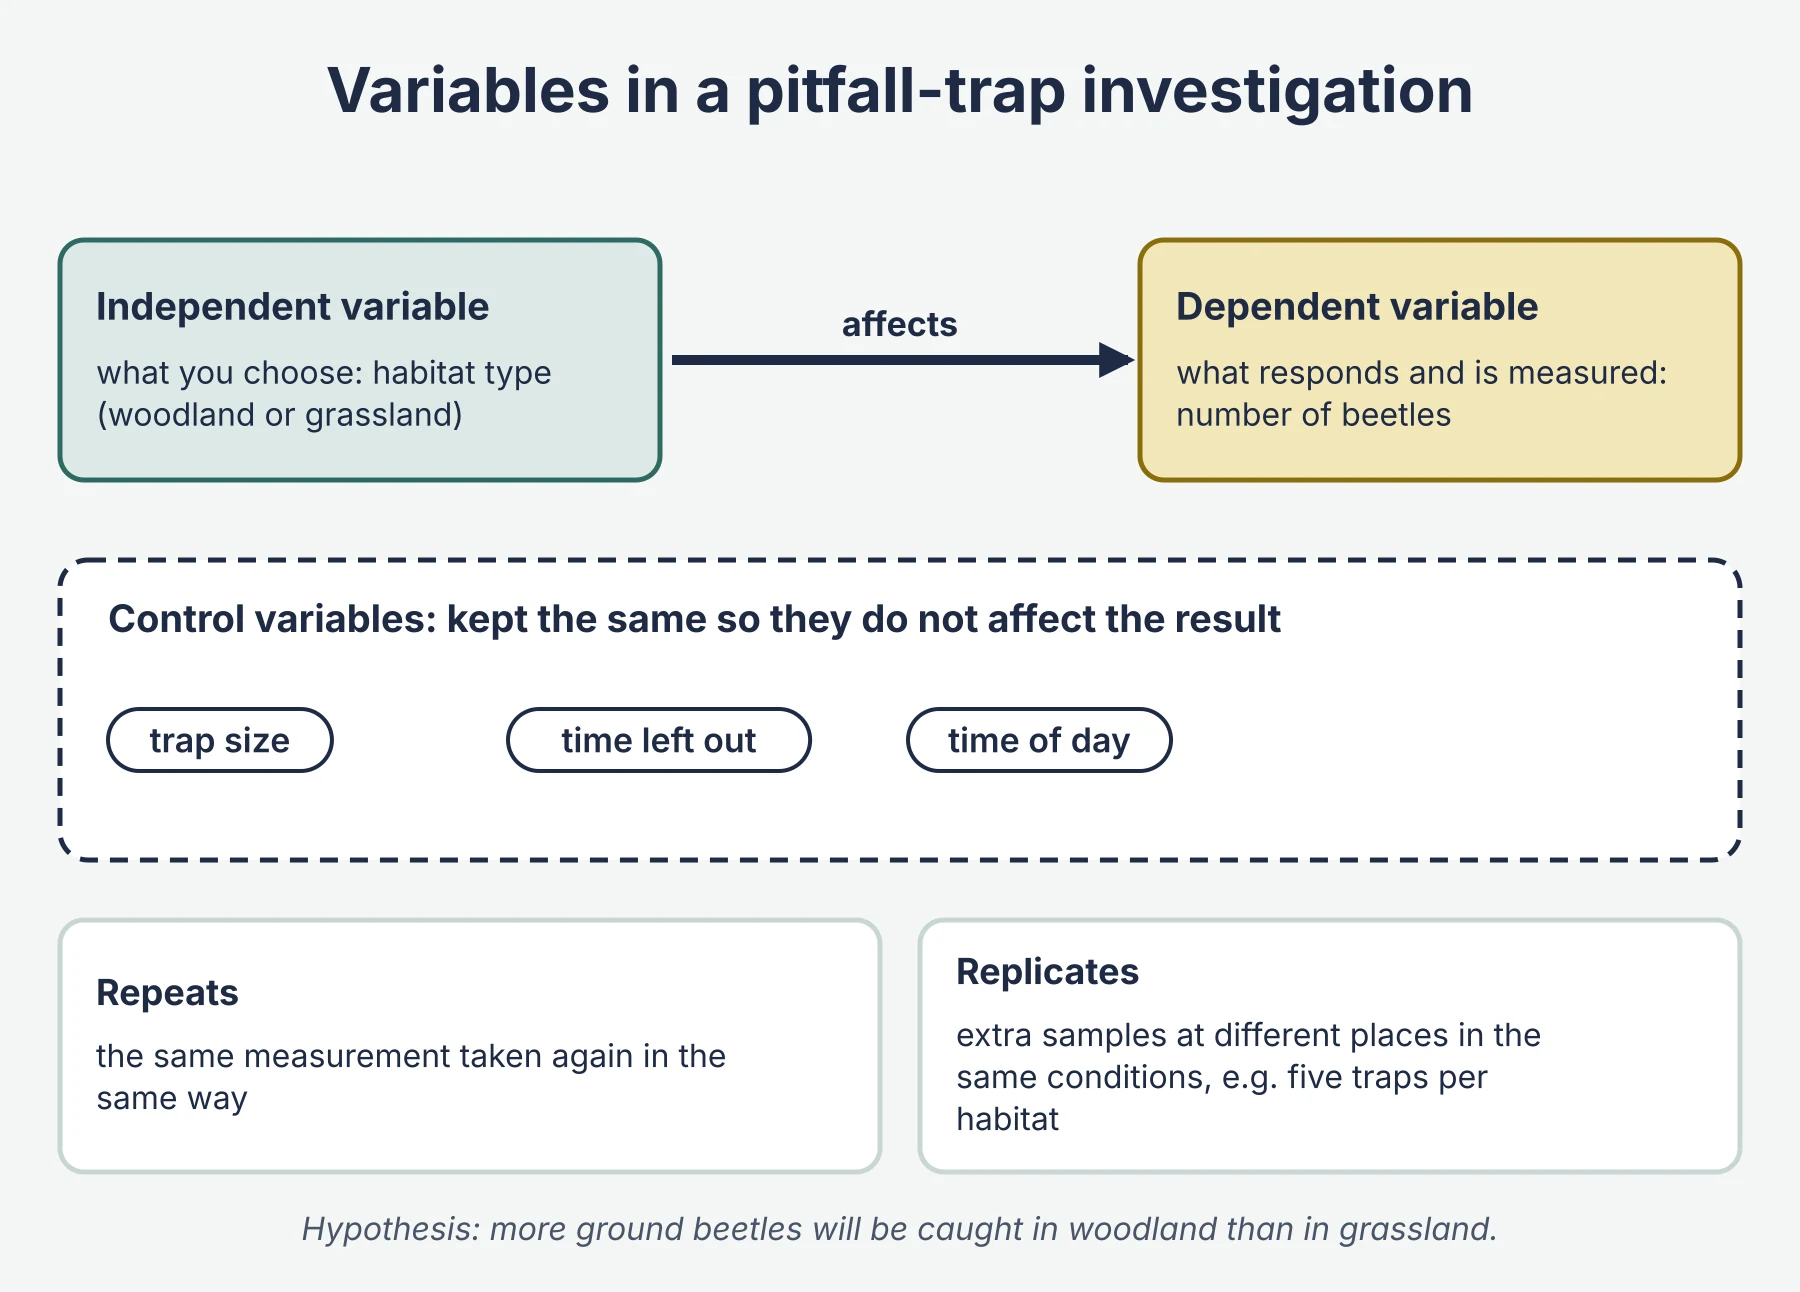 Variables in a pitfall-trap investigation
Independent variable
what you choose: habitat type
(woodland or grassland)
affects
Dependent variable
what responds and is measured:
number of beetles
Control variables: kept the same so they do not affect the result
trap size
time left out
time of day
Repeats
the same measurement taken again in the
same way
Replicates
extra samples at different places in the
same conditions, e.g. five traps per
habitat
Hypothesis: more ground beetles will be caught in woodland than in grassland.